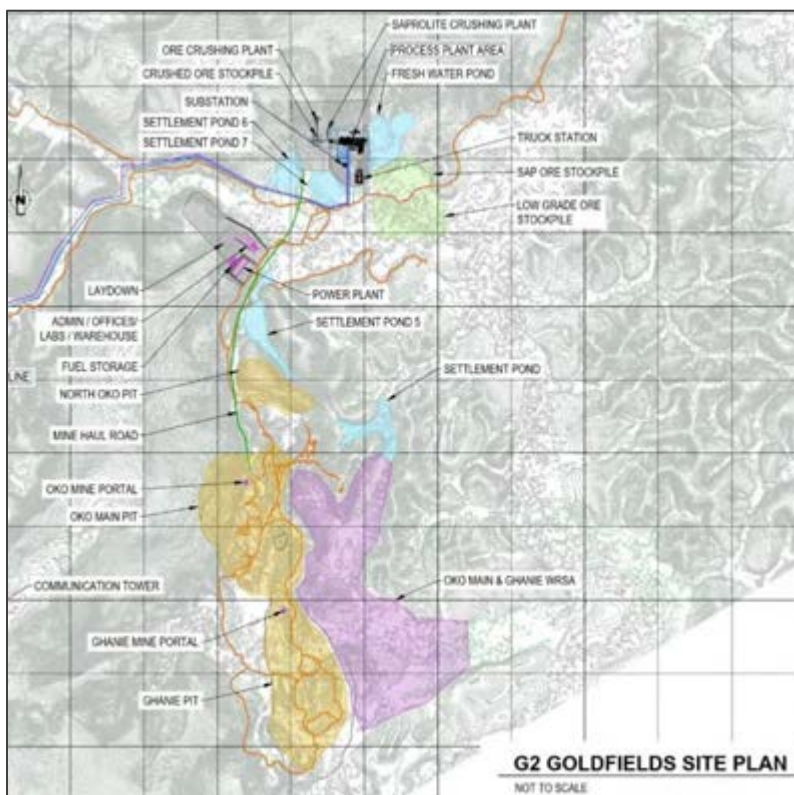 SAPROLITE CRUSHING PLANT
ORE CRUSHING PLANT
PROCESS PLANT AREA
CRUSHED ORE STOCKPILE
FRESH WATER POND
SUBSTATION
SETTLEMENT POND 6
SETTLEMENT POND 7
TRUCK STATION
SAP ORE STOCKPILE
LOW GRADE ORE
STOCKPILE
N
LAYDOWN
POWER PLANT
ADMIN / OFFICES/
LABS / WAREHOUSE
SETTLEMENT POND 5
FUEL STORAGE
SETTLEMENT POND
LINE
NORTH OKO PIT
MINE HAUL ROAD
OKO MINE PORTAL
OKO MAIN PIT
COMMUNICATION TOWER
OKO MAIN & GHANIE WRSA
GHANIE MINE PORTAL
GHANIE PIT
G2 GOLDFIELDS SITE PLAN
NOT TO SCALE